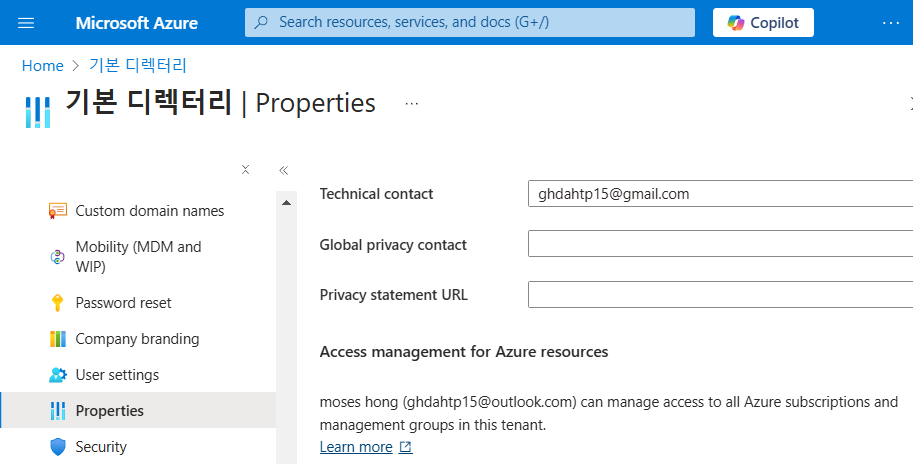 Microsoft Azure
Search resources, services, and docs (G+/)
Copilot
Home > 기본 디렉터리
기본 디렉터리 | Properties
Custom domain names
Mobility (MDM and
WIP)
Password reset
Company branding
User settings
Properties
Security
Technical contact
ghdahtp15@gmail.com
Global privacy contact
Privacy statement URL
Access management for Azure resources
moses hong (ghdahtp15@outlook.com) can manage access to all Azure subscriptions and
management groups in this tenant.
Learn more